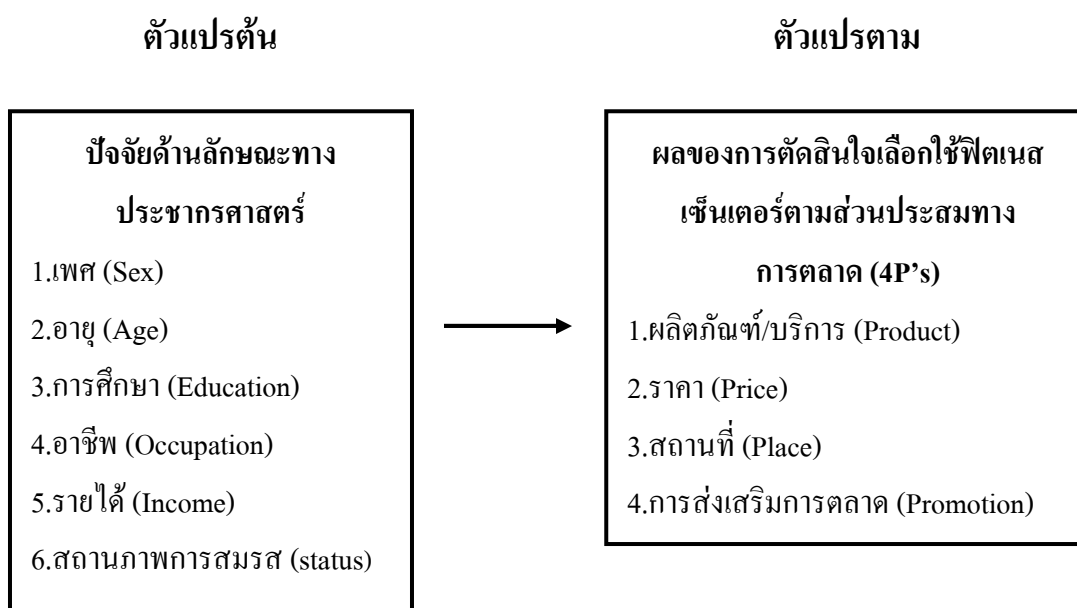 ตัวแปรต้น
ตัวแปรตาม
ปัจจัยด้านลักษณะทาง
ประชากรศาสตร์
1.เพศ (Sex)
2.อายุ (Age)
3.การศึกษา (Education)
4.อาชีพ (Occupation)
5.รายได้ (Income)
6.สถานภาพการสมรส (status)
ผลของการตัดสินใจเลือกใช้ฟิตเนส
เซ็นเตอร์ตามส่วนประสมทาง
การตลาด (4P’s)
1.ผลิตภัณฑ์/บริการ (Product)
2.ราคา (Price)
3.สถานที่ (Place)
4.การส่งเสริมการตลาด (Promotion)